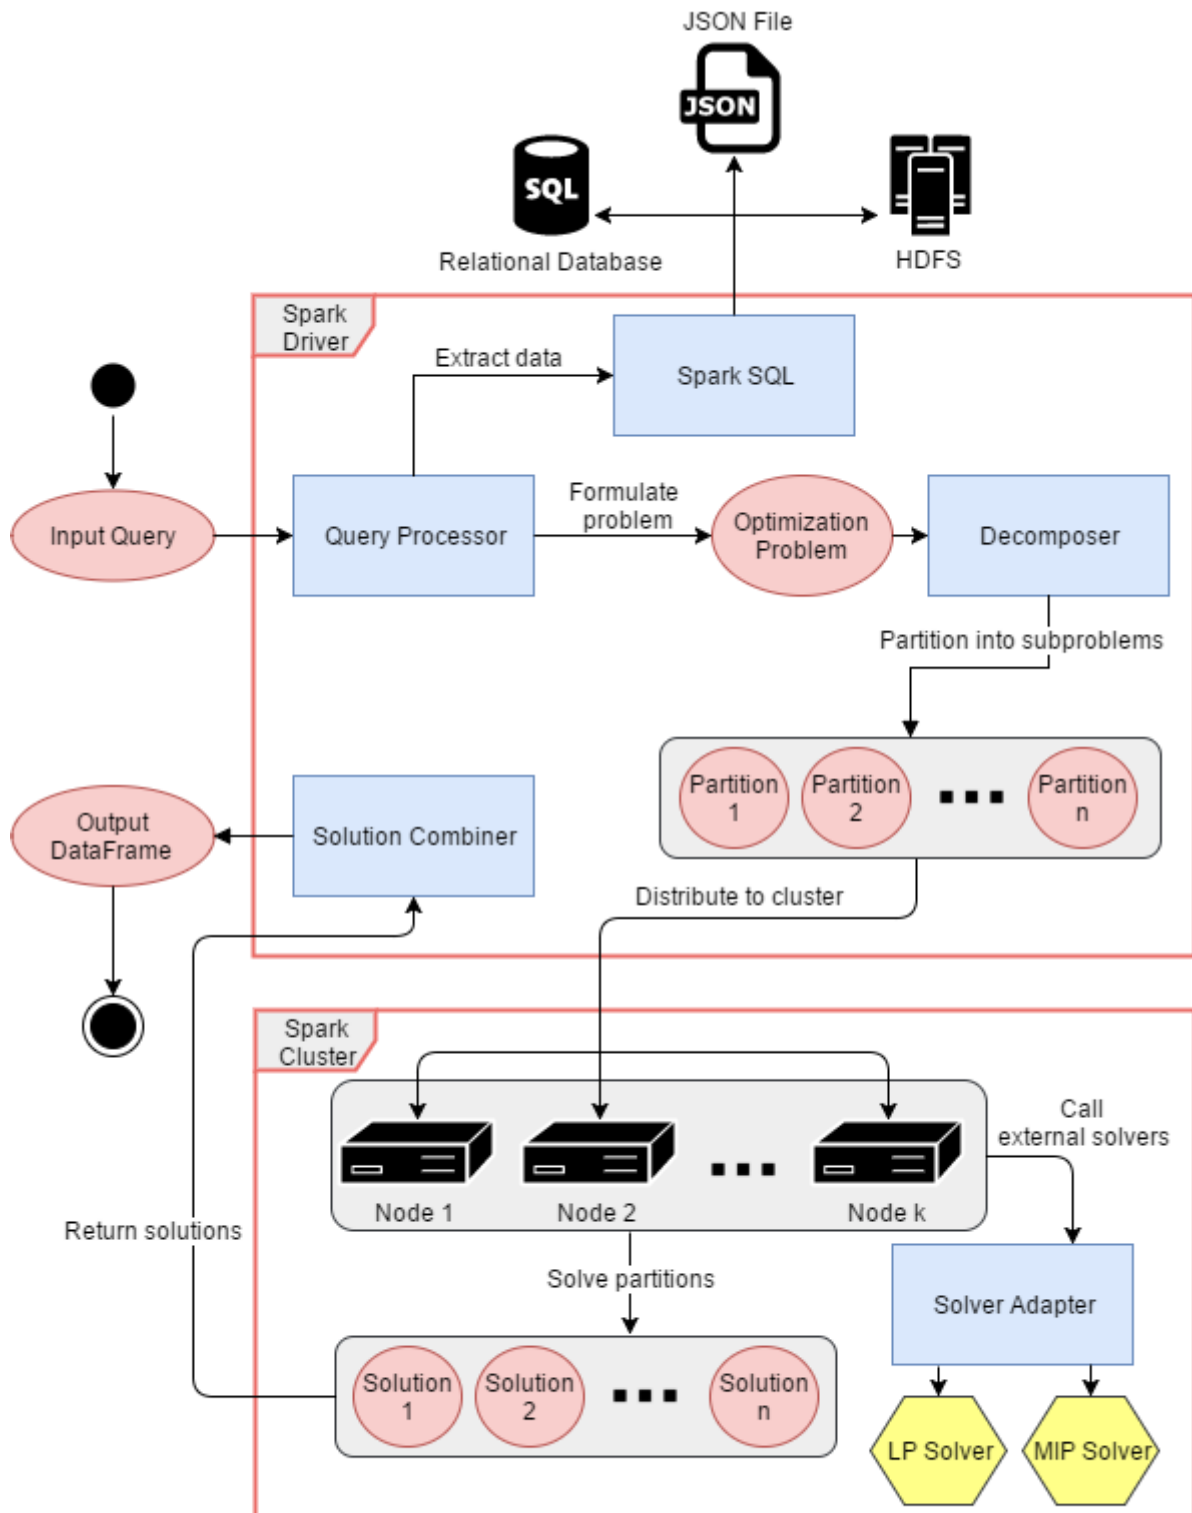 JSON File
JSON
SQL
Relational Database
HDFS
Spark
Driver
Extract data
Spark SQL
Input Query
Query Processor
Formulate
problem
Optimization
Problem
Decomposer
Partition into subproblems
Partition
1
Partition
2
Partition
n
Output
DataFrame
Solution Combiner
Distribute to cluster
Spark
Cluster
Call
external solvers
Node 1
Node 2
Node k
Return solutions
Solve partitions
Solver Adapter
Solution
1
Solution
2
Solution
n
LP Solver
MIP Solver